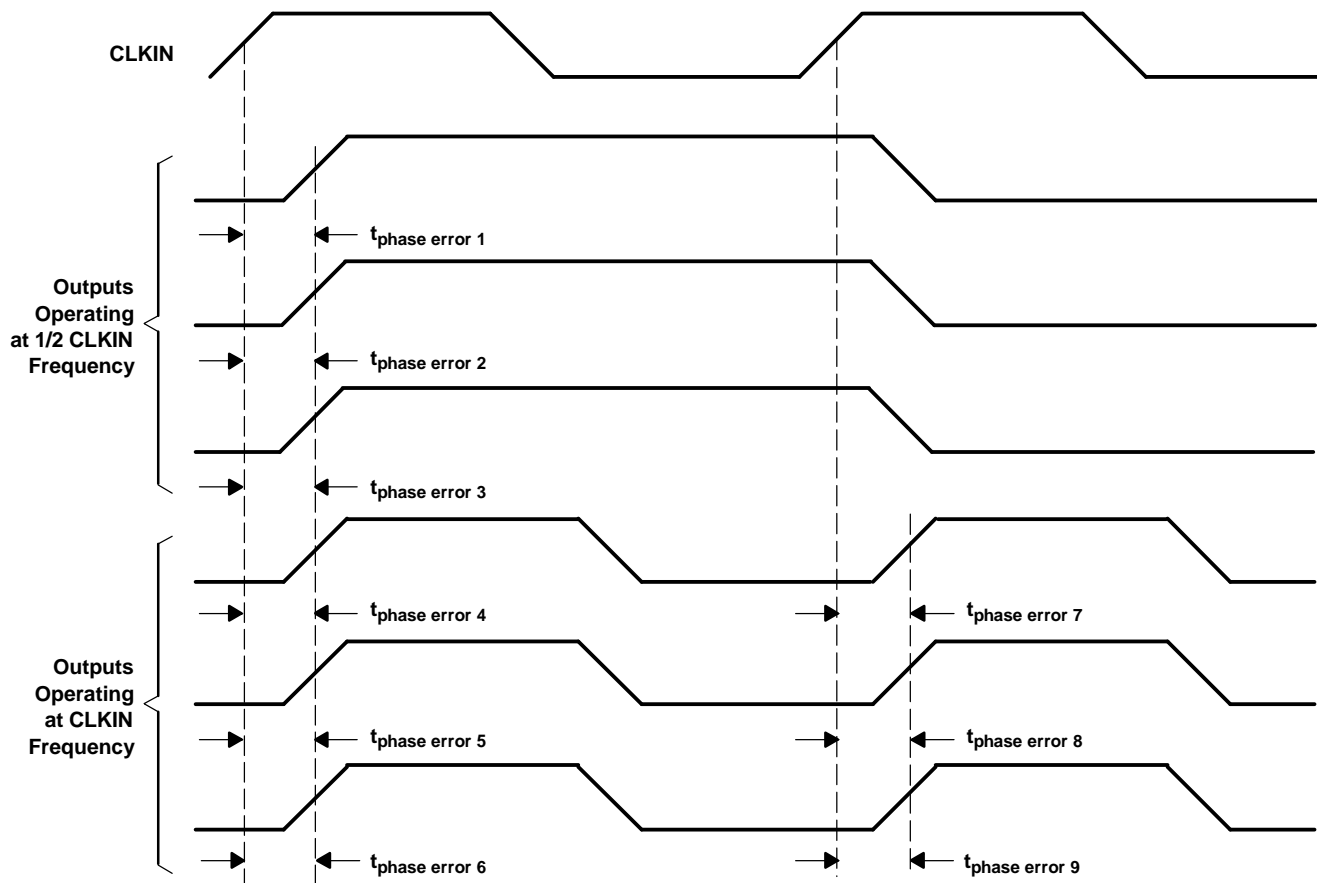 CLKIN
Outputs
Operating
at 1/2 CLKIN
Frequency
tphase error 1
tphase error 2
tphase error 3
Outputs
Operating
at CLKIN
Frequency
tphase error 4
tphase error 7
tphase error 5
tphase error 8
tphase error 6
tphase error 9